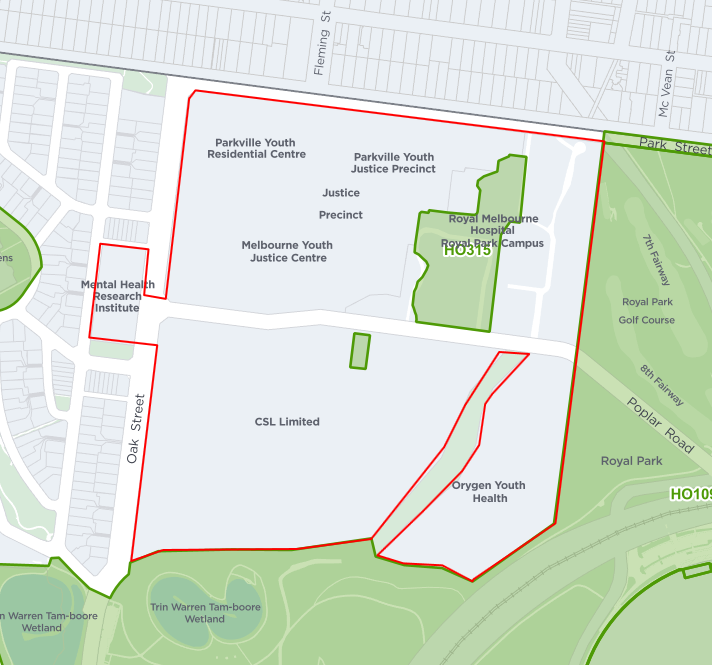 Fleming St
Mc Vean St
Park Street
Parkville Youth
Residential Centre
Parkville Youth
Justice Precinct
Justice
Precinct
Royal Melbourne
Hospital
Royal Park Campus
HO315
Melbourne Youth
Justice Centre
7th Fairway
ens
Mental Health
Research
Institute
Royal Park
Golf Course
8th Fairway
Poplar Road
Oak Street
CSL Limited
Royal Park
Orygen Youth
Health
HO109
Trin Warren Tam-boore
Wetland
n Warren Tam-boore
Wetland